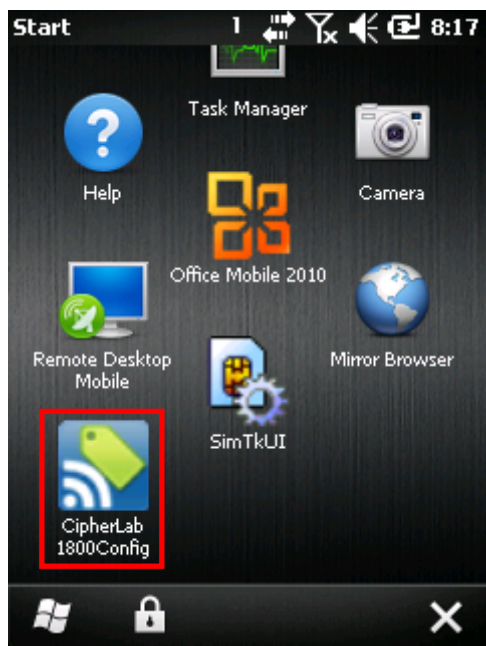 Start
1
8:17
Task Manager
Help
Camera
Office Mobile 2010
Remote Desktop
Mobile
Mirror Browser
SimTkUI
CipherLab
1800Config